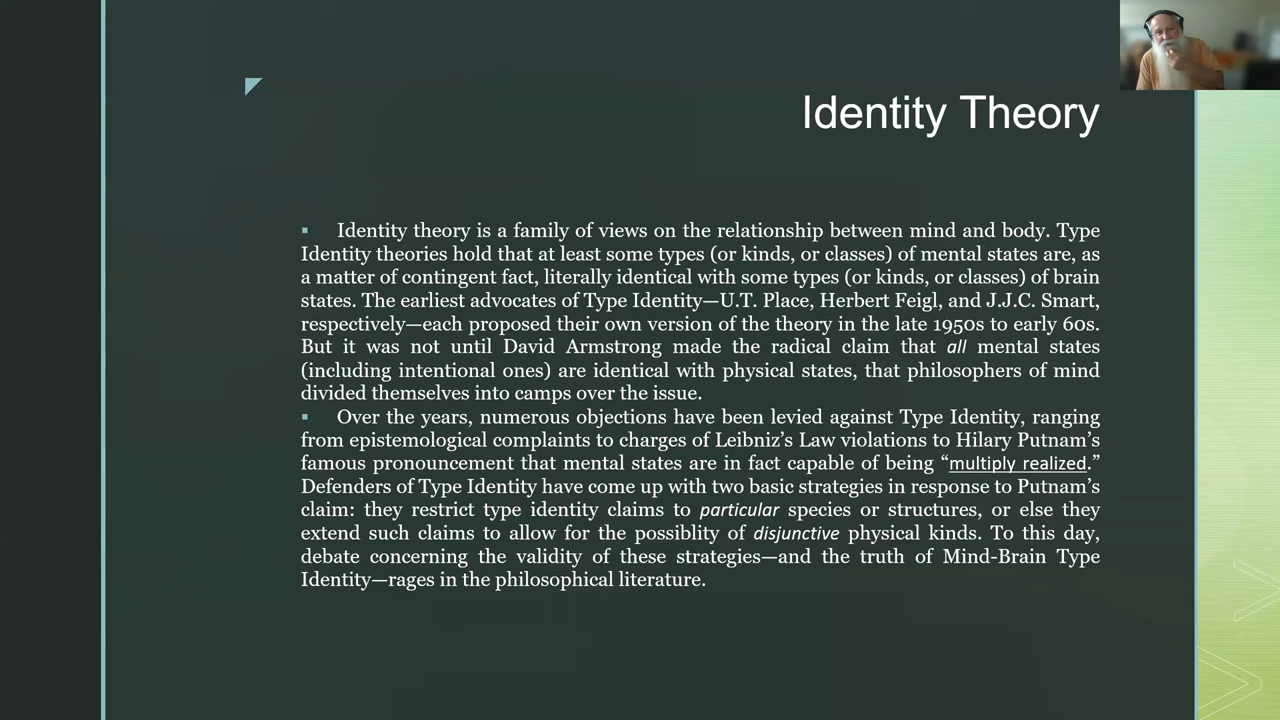 Identity Theory
▪ Identity theory is a family of views on the relationship between mind and body. Type
Identity theories hold that at least some types (or kinds, or classes) of mental states are, as
a matter of contingent fact, literally identical with some types (or kinds, or classes) of brain
states. The earliest advocates of Type Identity—U.T. Place, Herbert Feigl, and J.J.C. Smart,
respectively—each proposed their own version of the theory in the late 1950s to early 60s.
But it was not until David Armstrong made the radical claim that all mental states
(including intentional ones) are identical with physical states, that philosophers of mind
divided themselves into camps over the issue.
▪ Over the years, numerous objections have been levied against Type Identity, ranging
from epistemological complaints to charges of Leibniz’s Law violations to Hilary Putnam’s
famous pronouncement that mental states are in fact capable of being “multiply realized.”
Defenders of Type Identity have come up with two basic strategies in response to Putnam’s
claim: they restrict type identity claims to particular species or structures, or else they
extend such claims to allow for the possiblity of disjunctive physical kinds. To this day,
debate concerning the validity of these strategies—and the truth of Mind-Brain Type
Identity—rages in the philosophical literature.